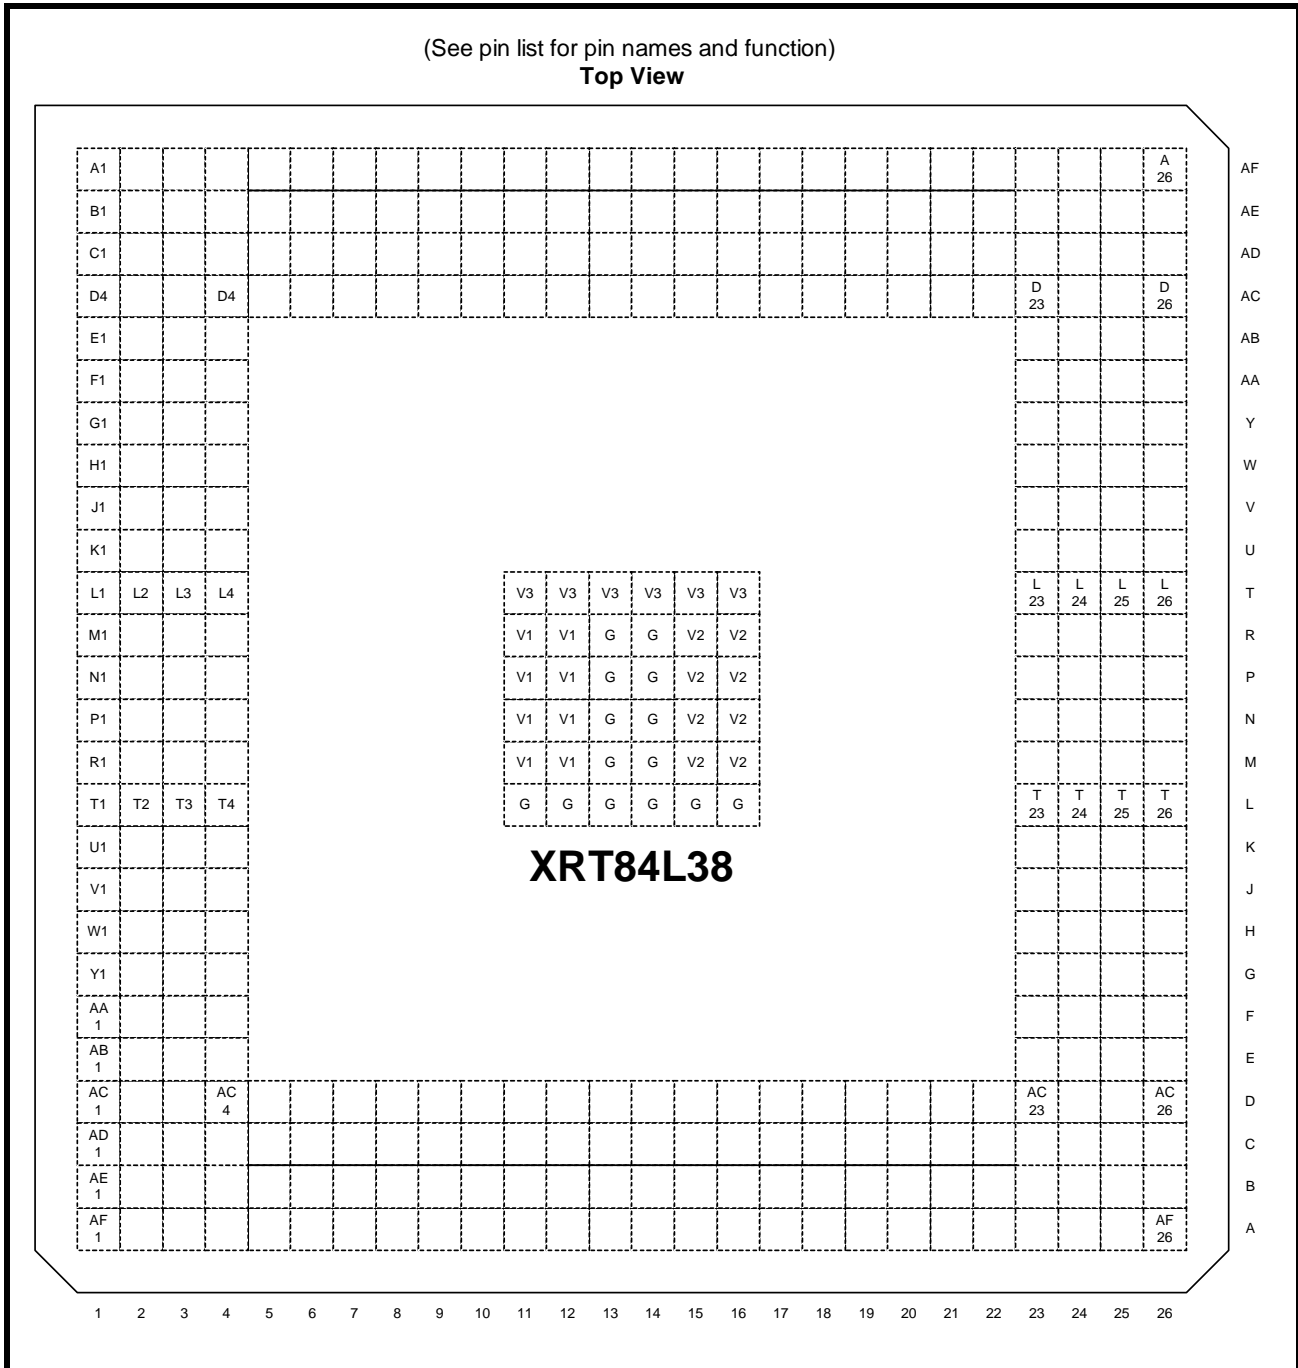 (See pin list for pin names and function)
Top View
A1 A 26 AF
B1 AE
C1 AD
D4 D4 D 23 D 26 AC
E1 AB
F1 AA
G1 Y
H1 W
J1 V
K1 U
L1 L2 L3 L4 V3 V3 V3 V3 V3 V3 L 23 L 24 L 25 L 26 T
M1 V1 V1 G G V2 V2 R
N1 V1 V1 G G V2 V2 P
P1 V1 V1 G G V2 V2 N
R1 V1 V1 G G V2 V2 M
T1 T2 T3 T4 G G G G G G T 23 T 24 T 25 T 26 L
U1 K
XRT84L38
V1 J
W1 H
Y1 G
AA 1 F
AB 1 E
AC 1 AC 4 AC 23 AC 26 D
AD 1 C
AE 1 B
AF 1 AF 26 A
1 2 3 4 5 6 7 8 9 10 11 12 13 14 15 16 17 18 19 20 21 22 23 24 25 26